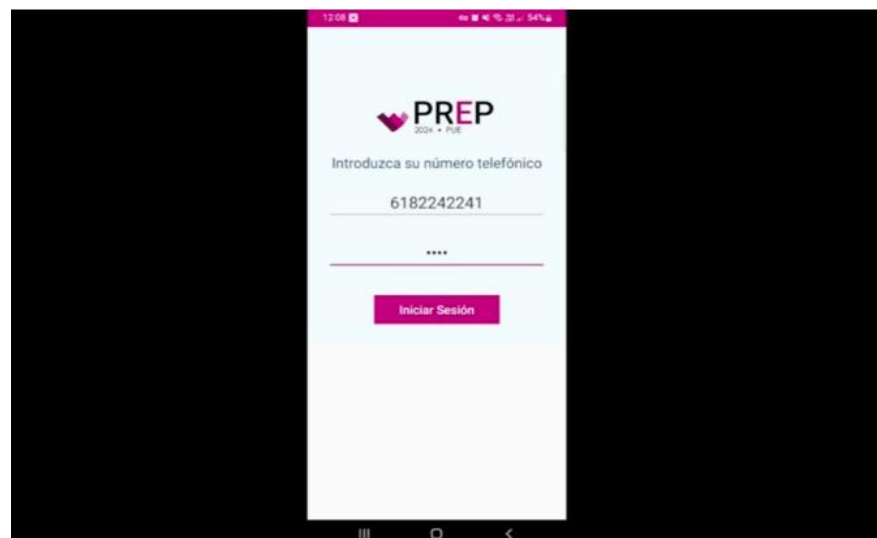 12:08 54%
PREP
2024 • PUE
Introduzca su número telefónico
6182242241
••••
Iniciar Sesión